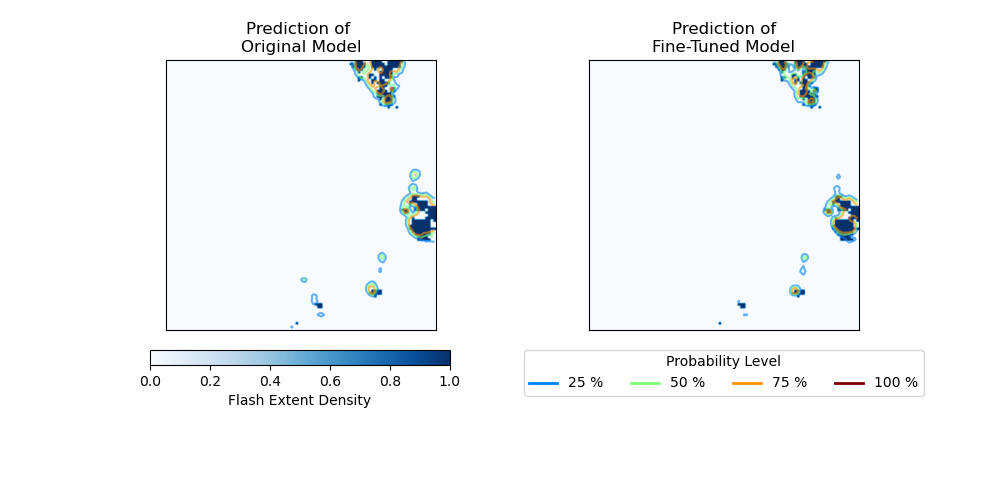 Prediction of
Original Model
Prediction of
Fine-Tuned Model
0.0 0.2 0.4 0.6 0.8 1.0
Flash Extent Density
Probability Level
25 % 50 % 75 % 100 %